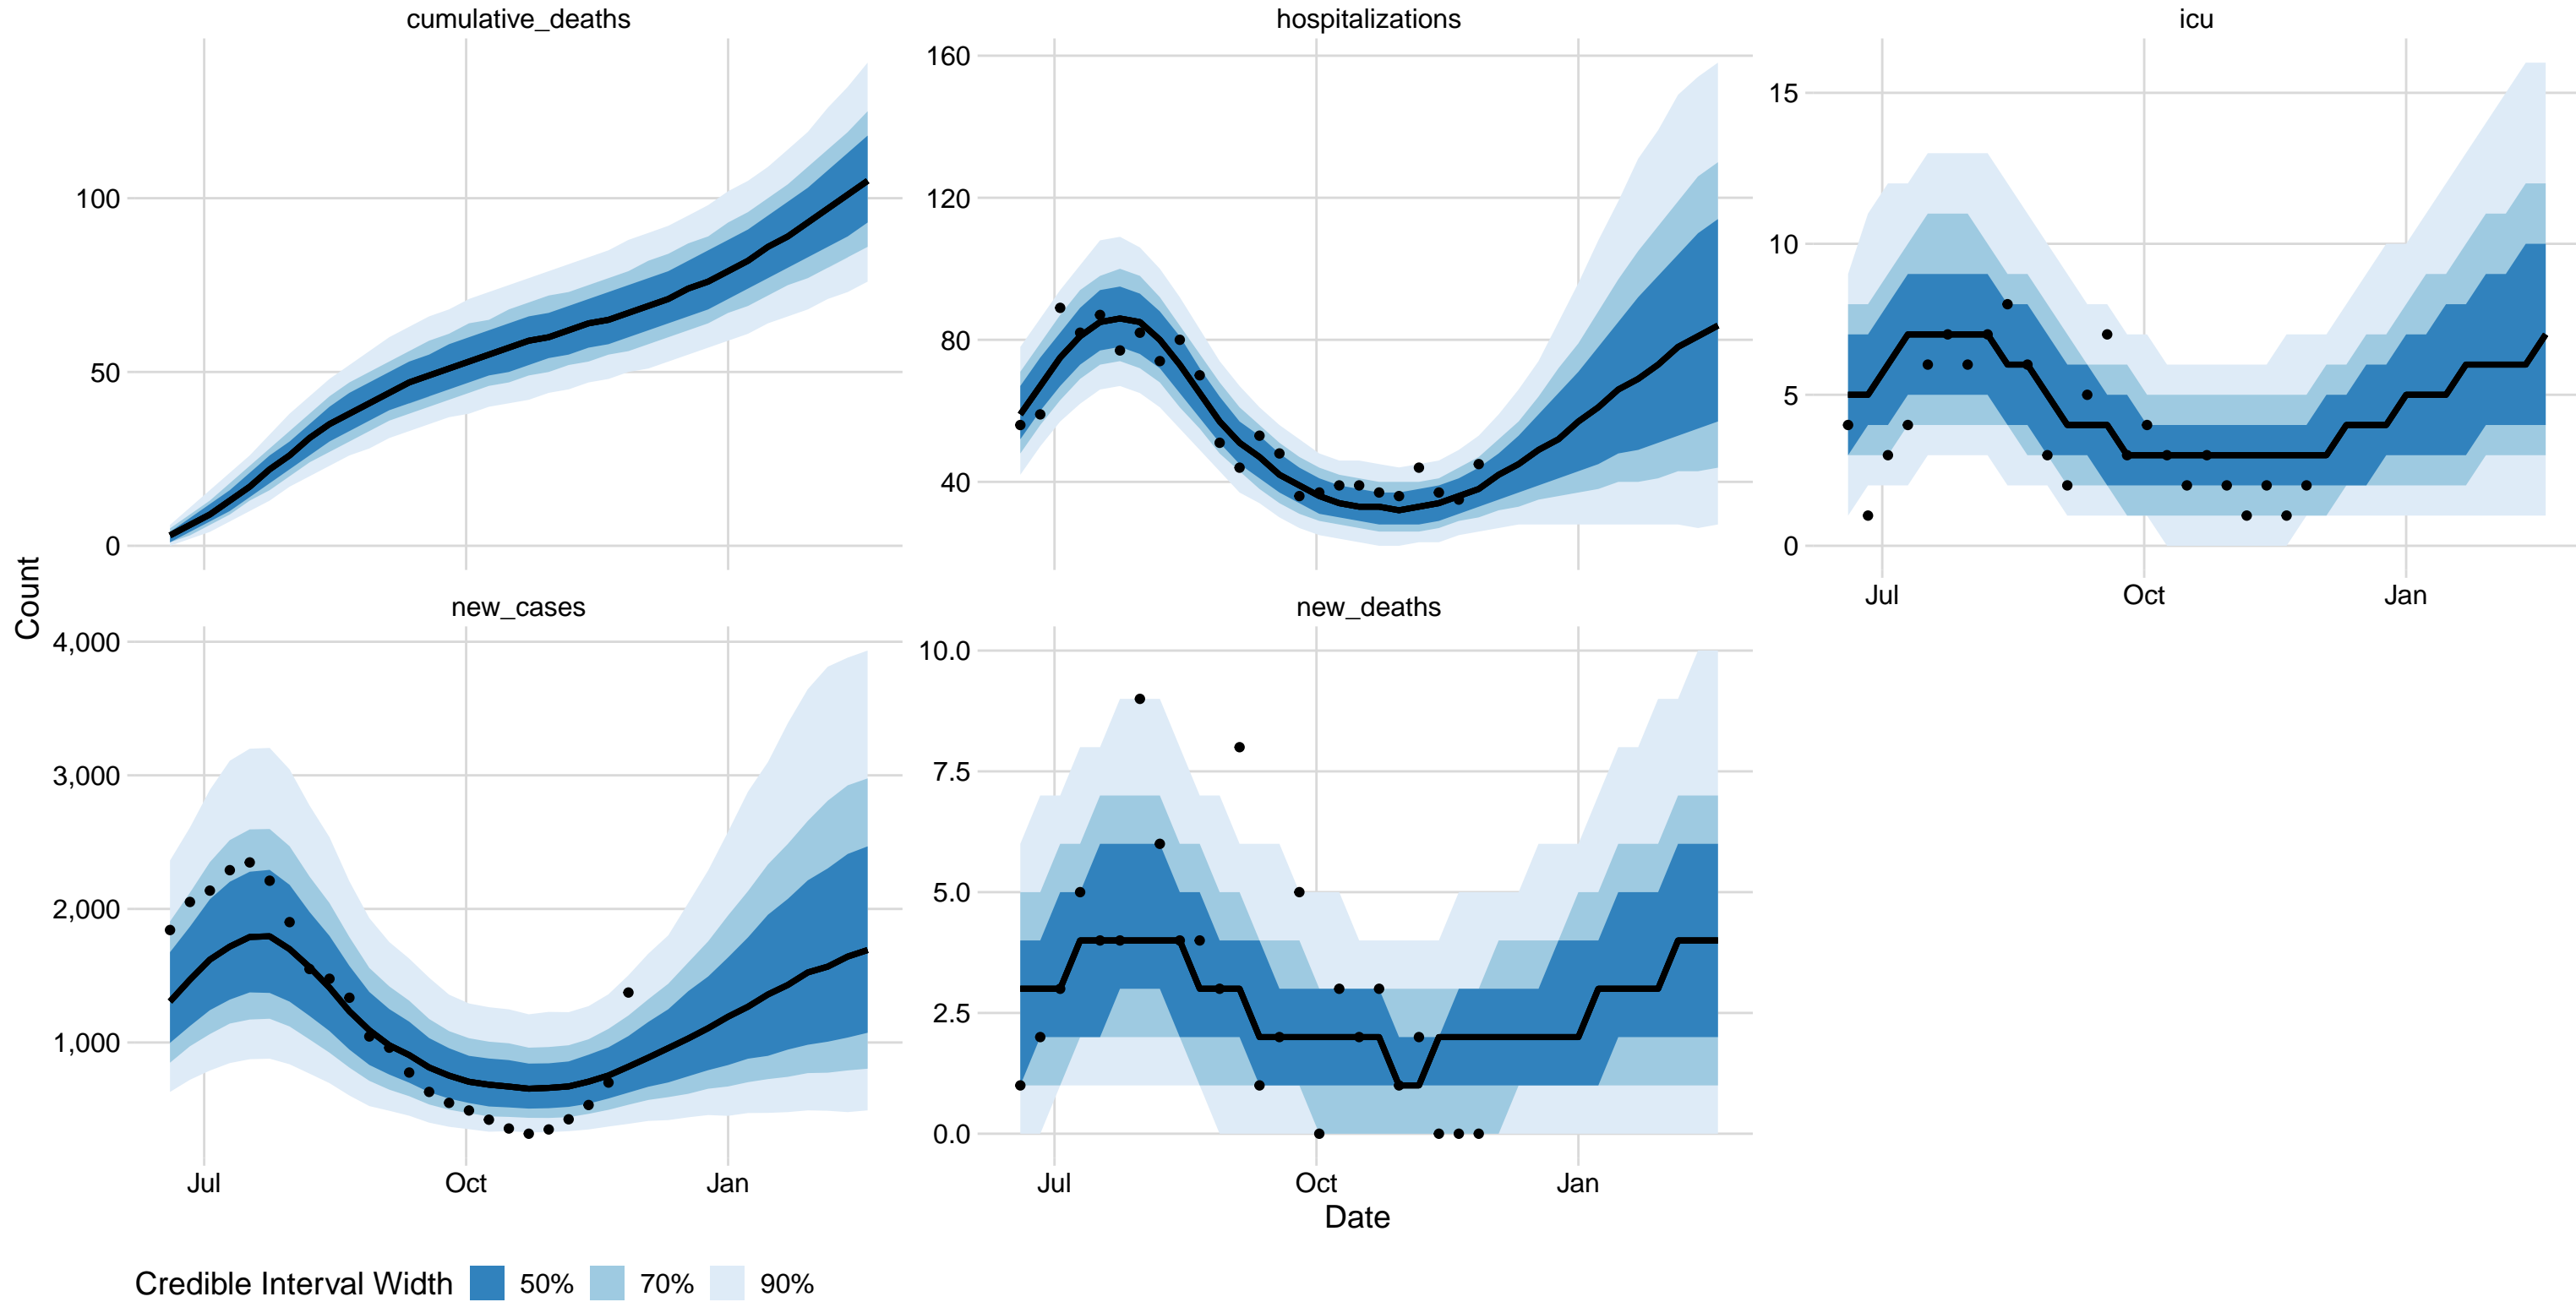 cumulative_deaths
100
50
0
hospitalizations
160
120
80
40
icu
15
10
5
0
Jul Oct Jan
Count
new_cases
4,000
3,000
2,000
1,000
Jul Oct Jan
new_deaths
10.0
7.5
5.0
2.5
0.0
Jul Oct Jan
Date
Credible Interval Width 50% 70% 90%